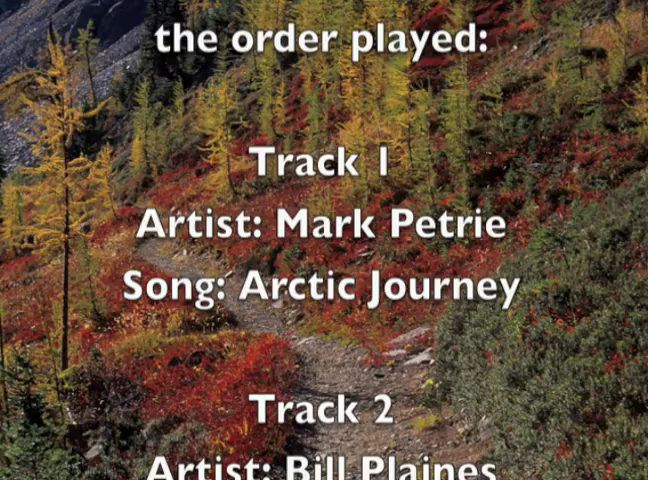 the order played:
Track 1
Artist: Mark Petrie
Song: Arctic Journey
Track 2
Artist: Bill Plaines